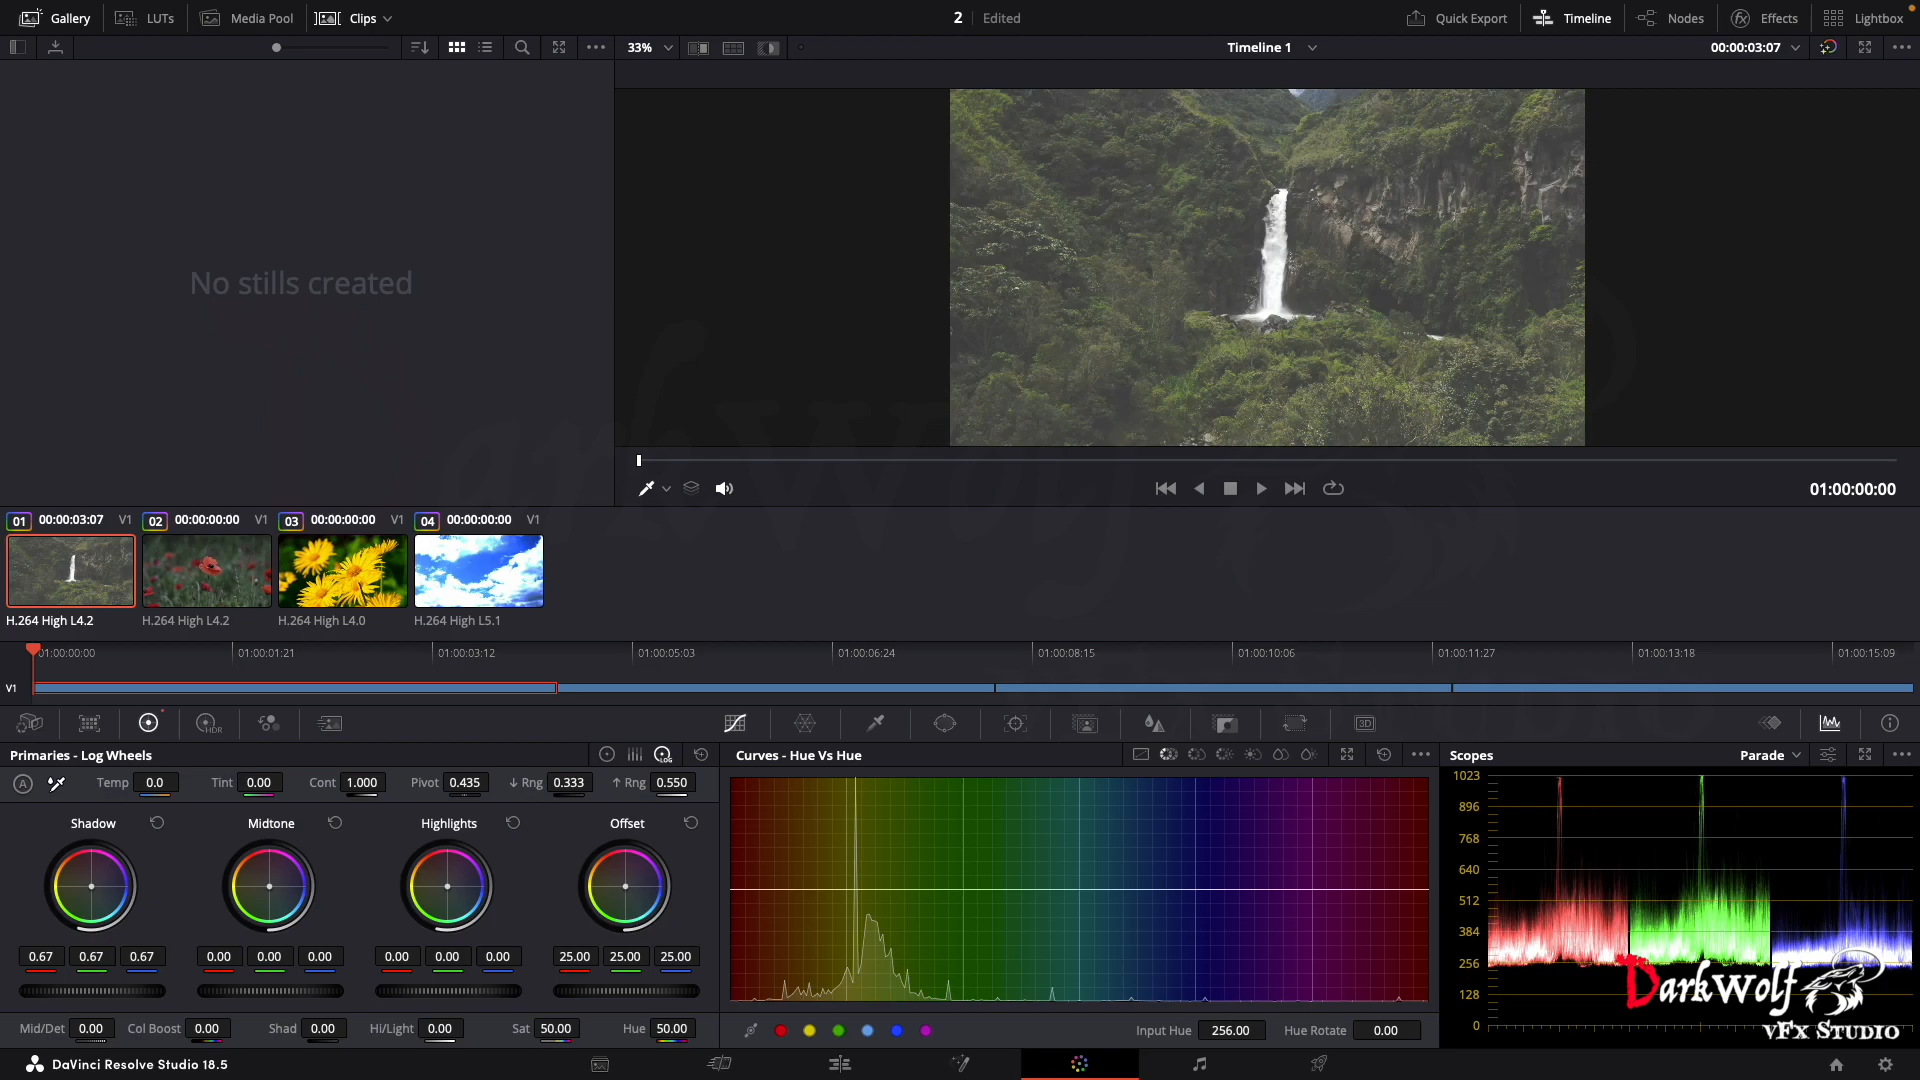 Gallery LUTs Media Pool Clips 2 Edited Quick Export Timeline Nodes Effects Lightbox
33% Timeline 1 00:00:03:07
No stills created
01:00:00:00
01 00:00:03:07 V1 02 00:00:00:00 V1 03 00:00:00:00 V1 04 00:00:00:00 V1
H.264 High L4.2 H.264 High L4.2 H.264 High L4.0 H.264 High L5.1
01:00:00:00 01:00:01:21 01:00:03:12 01:00:05:03 01:00:06:24 01:00:08:15 01:00:10:06 01:00:11:27 01:00:13:18 01:00:15:09
V1
HDR 3D
Primaries - Log Wheels LOG Curves - Hue Vs Hue Scopes Parade
A Temp 0.0 Tint 0.00 Cont 1.000 Pivot 0.435 ↓ Rng 0.333 ↑ Rng 0.550
Shadow Midtone Highlights Offset
0.67 0.67 0.67 0.00 0.00 0.00 0.00 0.00 0.00 25.00 25.00 25.00
Mid/Det 0.00 Col Boost 0.00 Shad 0.00 Hi/Light 0.00 Sat 50.00 Hue 50.00
Input Hue 256.00 Hue Rotate 0.00
1023
896
768
640
512
384
256
128
0
DarkWolf
vFx Studio
DaVinci Resolve Studio 18.5